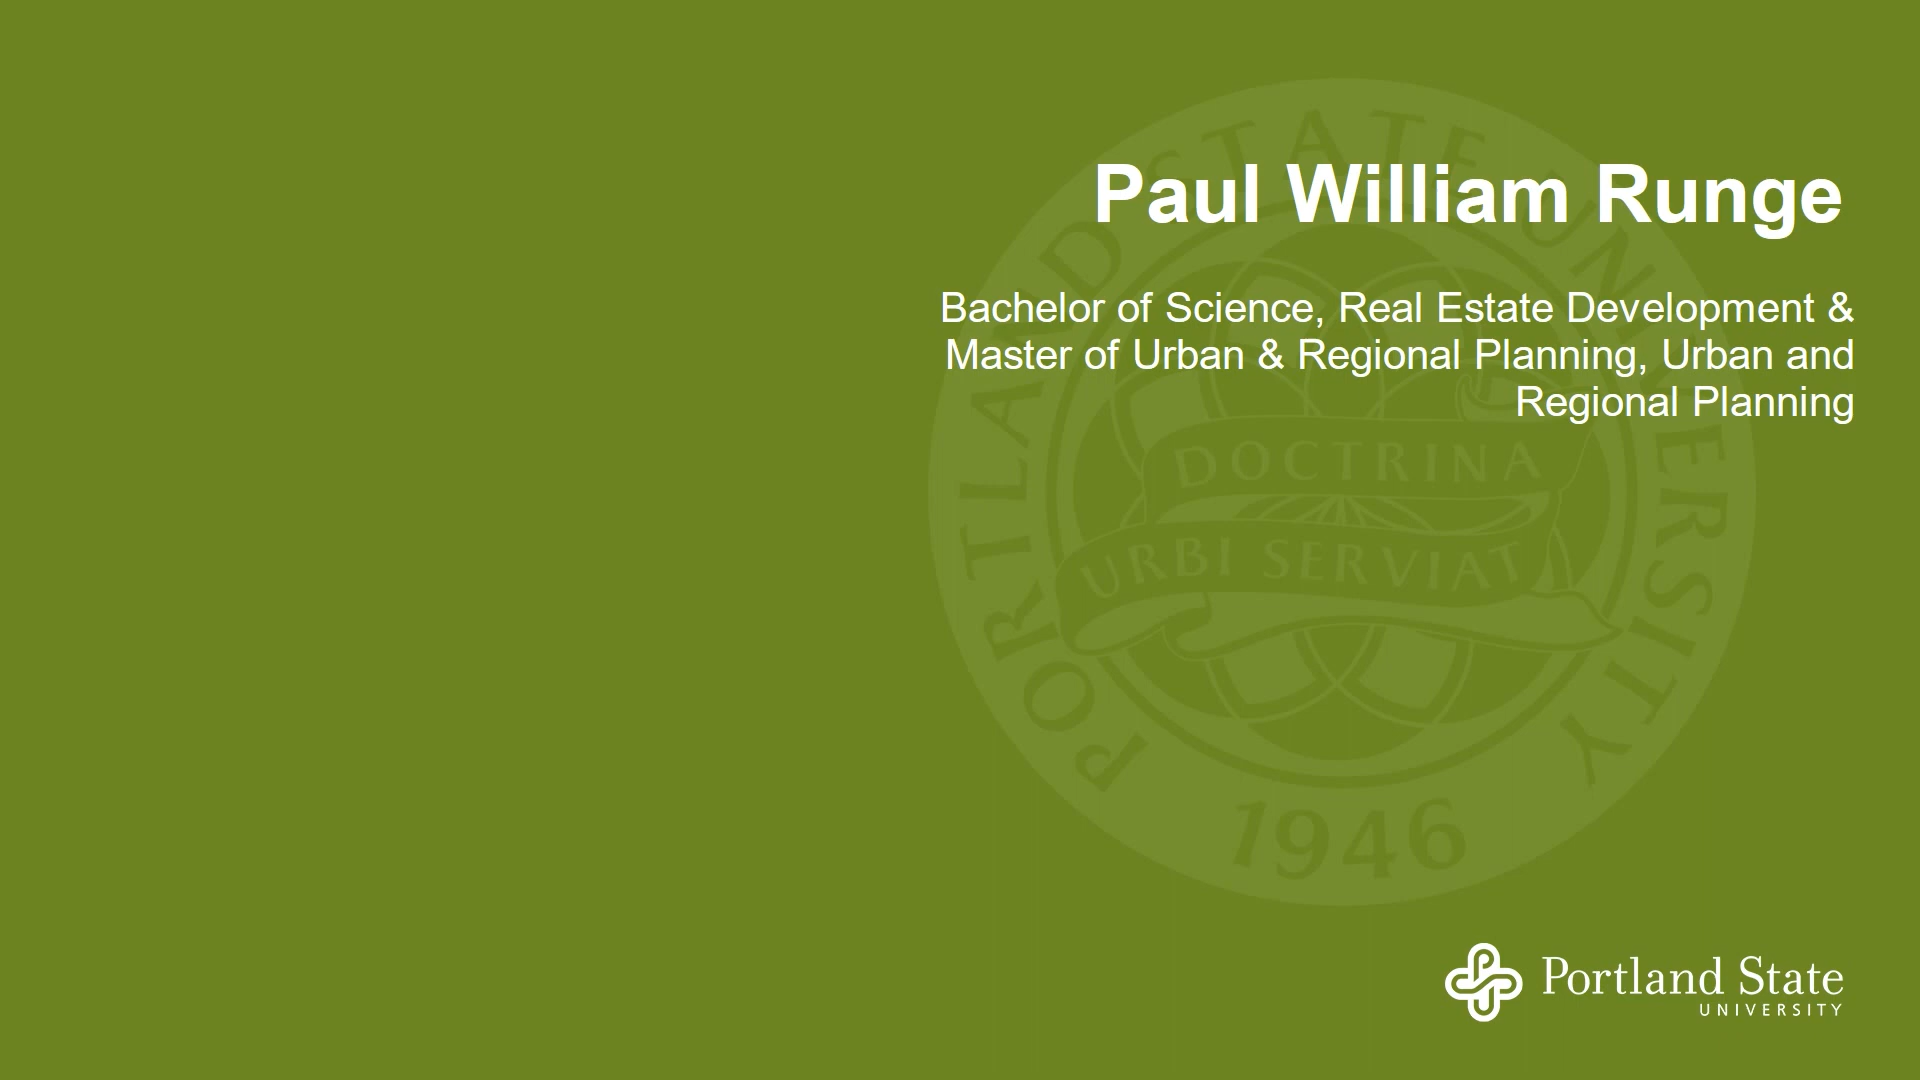 Paul William Runge
Bachelor of Science, Real Estate Development &
Master of Urban & Regional Planning, Urban and
Regional Planning
PORTLAND STATE UNIVERSITY
DOCTRINA
URBI SERVIAT
1946
Portland State
UNIVERSITY